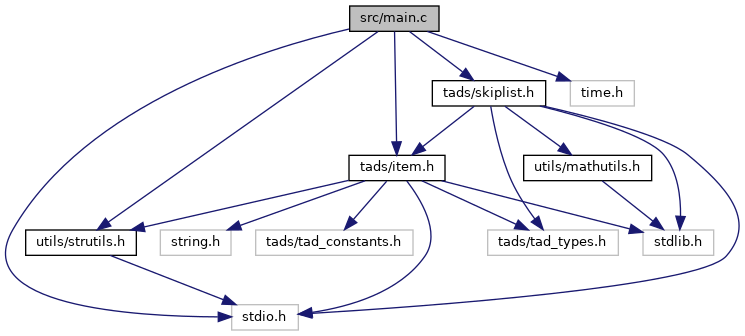 src/main.c
tads/skiplist.h
time.h
tads/item.h
utils/mathutils.h
utils/strutils.h
string.h
tads/tad_constants.h
tads/tad_types.h
stdlib.h
stdio.h